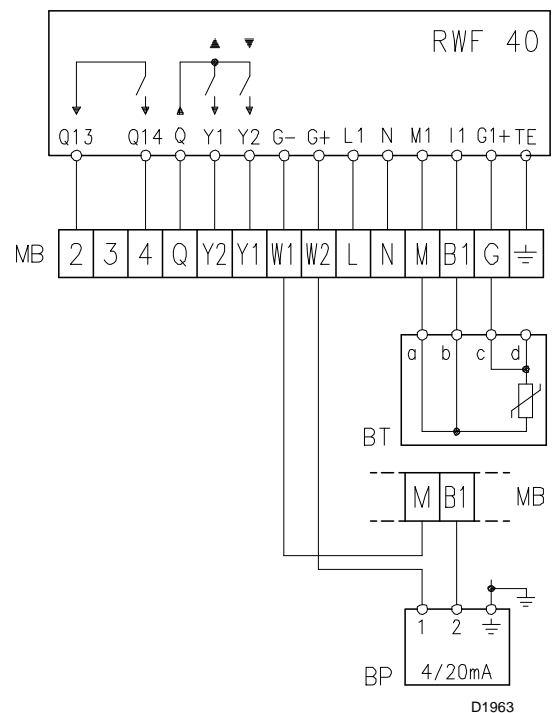 RWF 40
Q13 Q14 Q Y1 Y2 G- G+ L1 N M1 I1 G1+ TE
MB 2 3 4 Q Y2 Y1 W1 W2 L N M B1 G
a b c d
BT
M B1 MB
1 2
BP 4/20mA
D1963